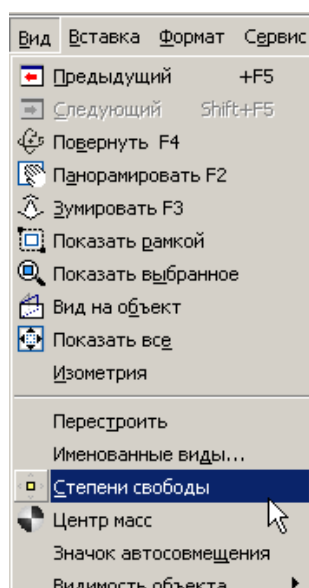 Вид Вставка Формат Сервис
Предыдущий +F5
Следующий Shift+F5
Повернуть F4
Панорамировать F2
Зумировать F3
Показать рамкой
Показать выбранное
Вид на объект
Показать все
Изометрия
Перестроить
Именованные виды...
Степени свободы
Центр масс
Значок автосовмещения
Видимость объекта